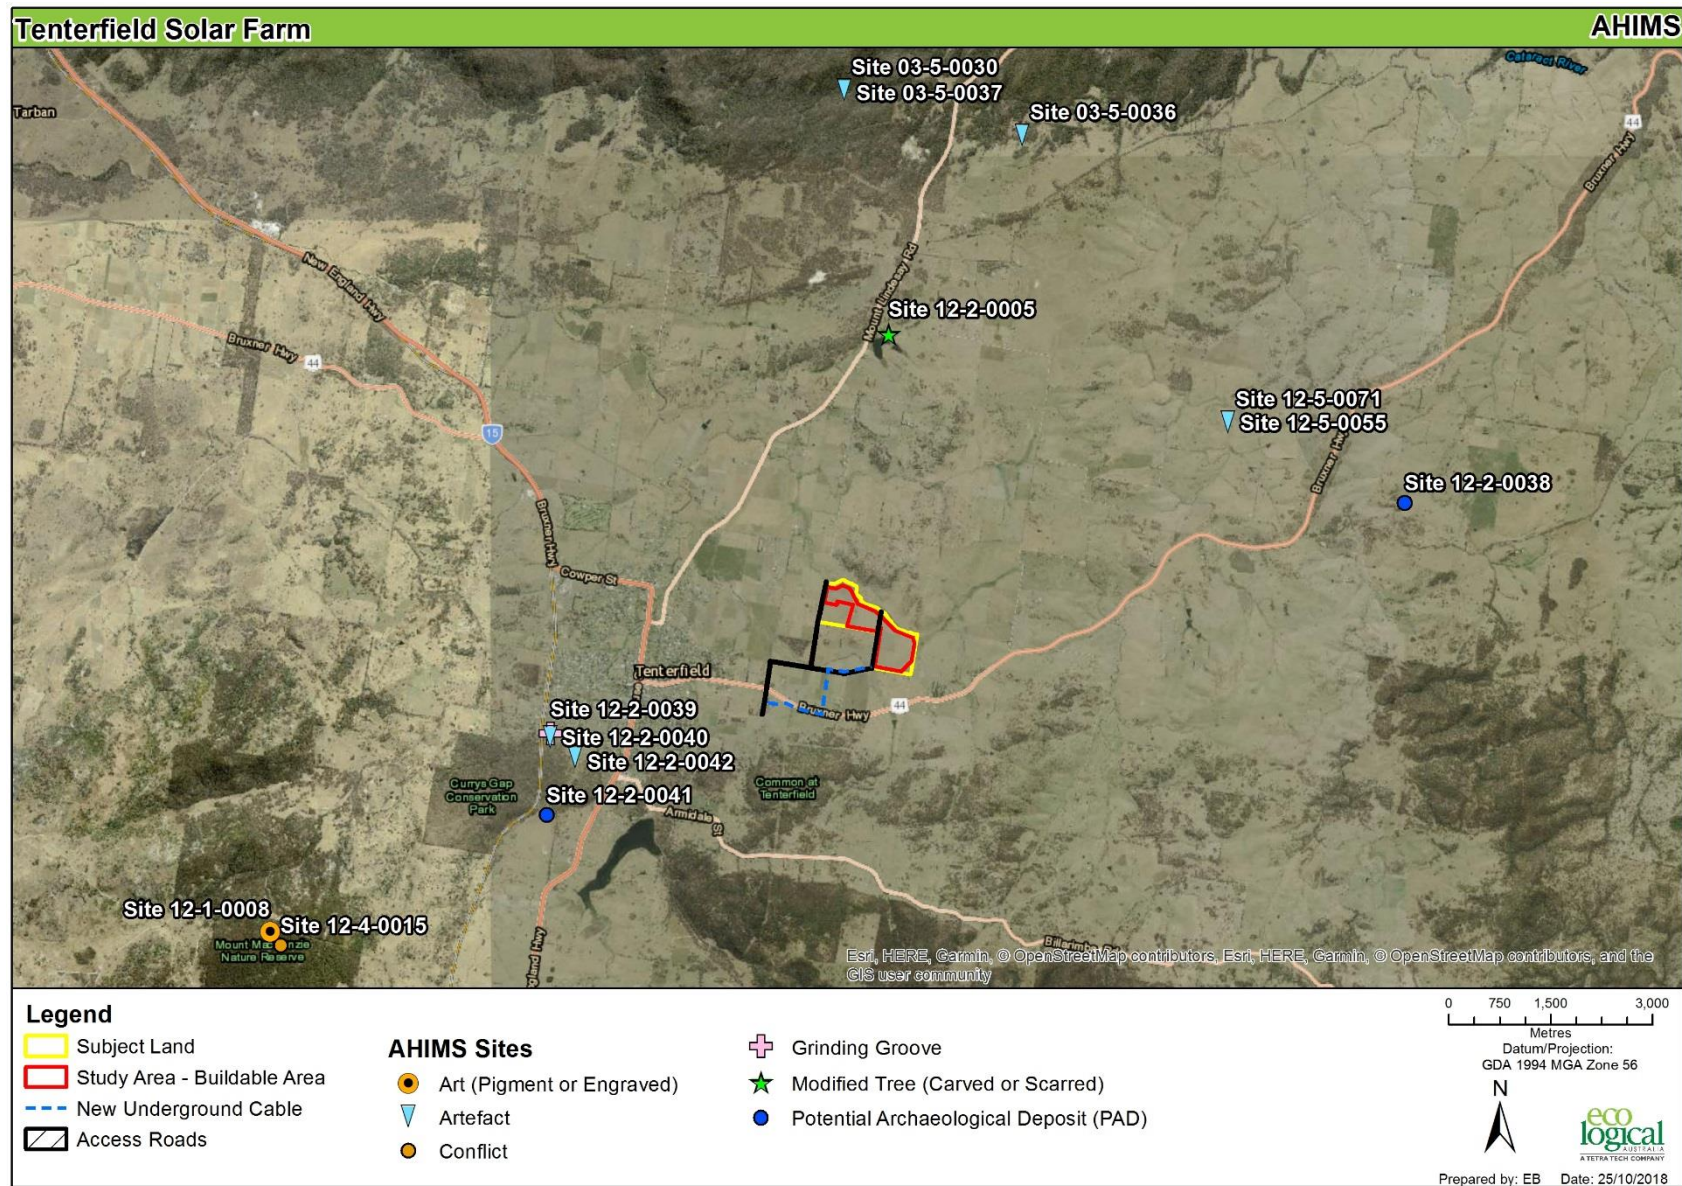 Tenterfield Solar Farm
AHIMS
Cataract River
Site 03-5-0030
Site 03-5-0037
Tarban
Site 03-5-0036
44
Bruxner Hwy
New England Hwy
Mount Lindesay Rd
Site 12-2-0005
Bruxner Hwy
44
Site 12-5-0071
Site 12-5-0055
15
Bruxner Hwy
Site 12-2-0038
Bruxner Hwy
Cowper St
Tenterfield
44
Bruxner Hwy
Site 12-2-0039
Site 12-2-0040
Site 12-2-0042
Currys Gap
Conservation
Park
Common at
Tenterfield
Site 12-2-0041
Armidale St
Site 12-1-0008
Site 12-4-0015
Mount Mackenzie
Nature Reserve
gland Hwy
Billirimba Rd
Esri, HERE, Garmin, © OpenStreetMap contributors, Esri, HERE, Garmin, © OpenStreetMap contributors, and the
GIS user community
Legend
Subject Land
Study Area - Buildable Area
New Underground Cable
Access Roads
AHIMS Sites
Art (Pigment or Engraved)
Artefact
Conflict
Grinding Groove
Modified Tree (Carved or Scarred)
Potential Archaeological Deposit (PAD)
0 750 1,500 3,000
Metres
Datum/Projection:
GDA 1994 MGA Zone 56
N
eco
logical
AUSTRALIA
A TETRA TECH COMPANY
Prepared by: EB Date: 25/10/2018